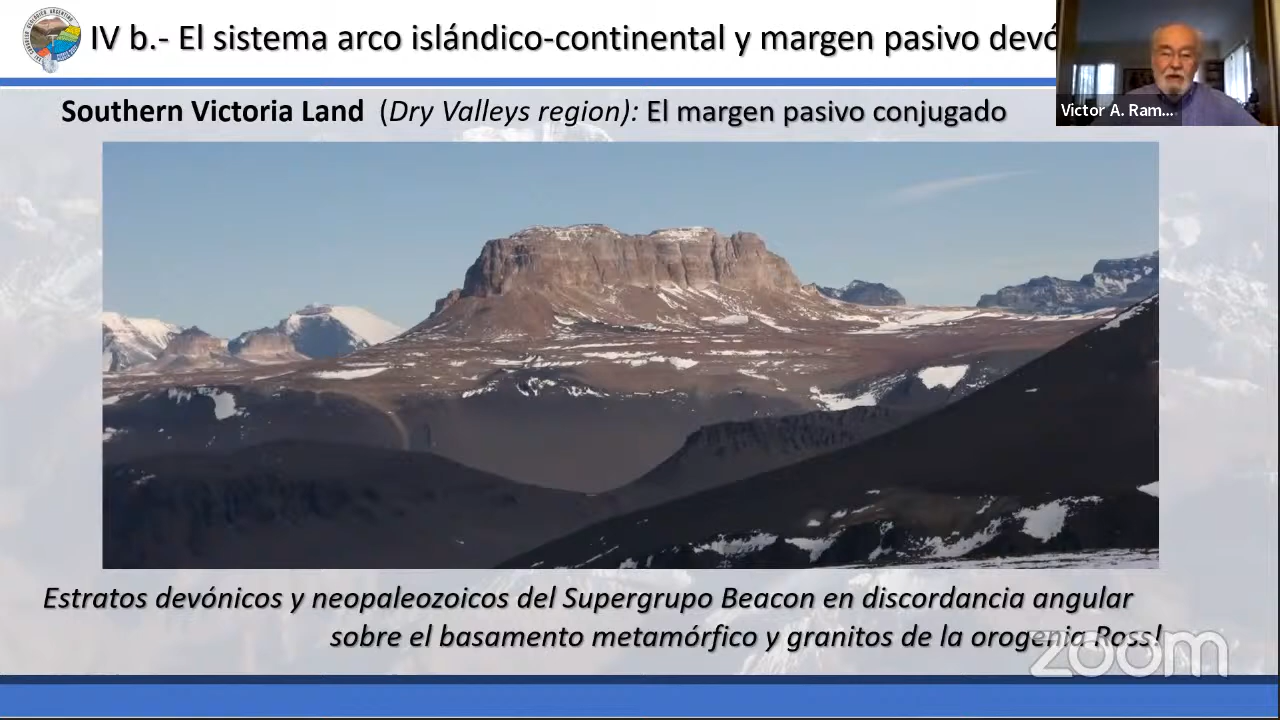 IV b.- El sistema arco islándico-continental y margen pasivo devó
Victor A. Ram...
Southern Victoria Land (Dry Valleys region): El margen pasivo conjugado
Estratos devónicos y neopaleozoicos del Supergrupo Beacon en discordancia angular
sobre el basamento metamórfico y granitos de la orogenia Ross!
zoom